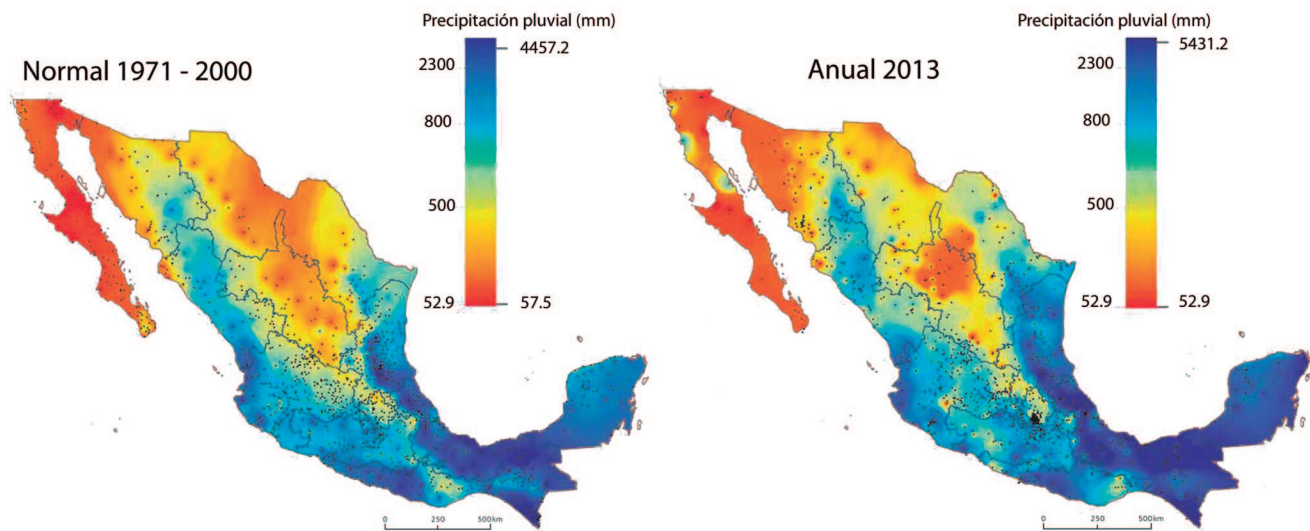 Precipitación pluvial (mm)
4457.2
2300
800
500
52.9
57.5
Normal 1971 - 2000
0
250
500km
Precipitación pluvial (mm)
5431.2
2300
800
500
52.9
52.9
Anual 2013
0
250
500km